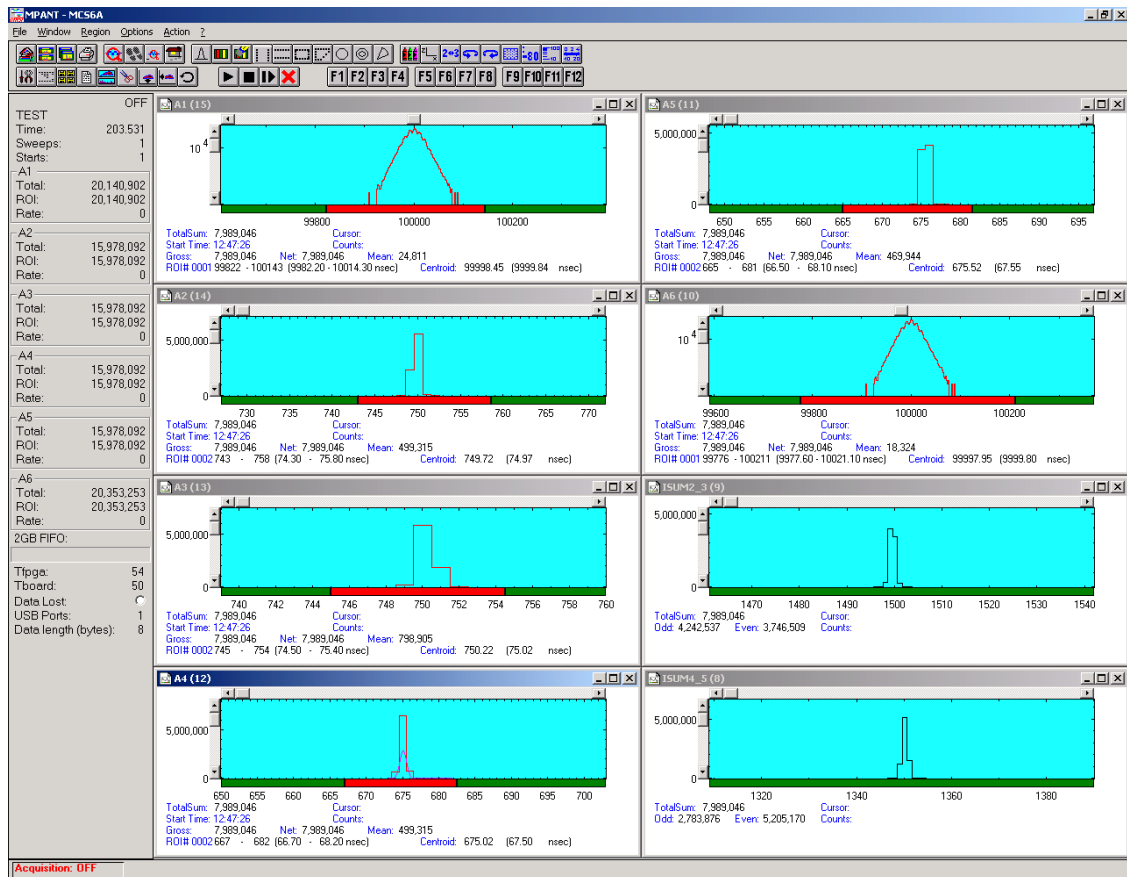 MPANT - MCS6A
File Window Region Options Action ?
F1 F2 F3 F4 F5 F6 F7 F8 F9 F10 F11 F12
OFF
TEST
Time: 203.531
Sweeps: 1
Starts: 1
A1
Total: 20,140,902
ROI: 20,140,902
Rate: 0
A2
Total: 15,978,092
ROI: 15,978,092
Rate: 0
A3
Total: 15,978,092
ROI: 15,978,092
Rate: 0
A4
Total: 15,978,092
ROI: 15,978,092
Rate: 0
A5
Total: 15,978,092
ROI: 15,978,092
Rate: 0
A6
Total: 20,353,253
ROI: 20,353,253
Rate: 0
2GB FIFO:
Tfpga: 54
Tboard: 50
Data Lost:
USB Ports: 1
Data length (bytes): 8
A1 (15)
10 4
99800 100000 100200
TotalSum: 7,989,046 Cursor:
Start Time: 12:47:26 Counts:
Gross: 7,989,046 Net: 7,989,046 Mean: 24,811
ROI# 0001 99822 - 100143 (9982.20 - 10014.30 nsec) Centroid: 99998.45 (9999.84 nsec)
A5 (11)
5,000,000
0
650 655 660 665 670 675 680 685 690 695
TotalSum: 7,989,046 Cursor:
Start Time: 12:47:26 Counts:
Gross: 7,989,046 Net: 7,989,046 Mean: 469,944
ROI# 0002 665 - 681 (66.50 - 68.10 nsec) Centroid: 675.52 (67.55 nsec)
A2 (14)
5,000,000
0
730 735 740 745 750 755 760 765 770
TotalSum: 7,989,046 Cursor:
Start Time: 12:47:26 Counts:
Gross: 7,989,046 Net: 7,989,046 Mean: 499,315
ROI# 0002 743 - 758 (74.30 - 75.80 nsec) Centroid: 749.72 (74.97 nsec)
A6 (10)
10 4
99600 99800 100000 100200
TotalSum: 7,989,046 Cursor:
Start Time: 12:47:26 Counts:
Gross: 7,989,046 Net: 7,989,046 Mean: 18,324
ROI# 0001 99776 - 100211 (9977.60 - 10021.10 nsec) Centroid: 99997.95 (9999.80 nsec)
A3 (13)
5,000,000
0
740 742 744 746 748 750 752 754 756 758 760
TotalSum: 7,989,046 Cursor:
Start Time: 12:47:26 Counts:
Gross: 7,989,046 Net: 7,989,046 Mean: 798,905
ROI# 0002 745 - 754 (74.50 - 75.40 nsec) Centroid: 750.22 (75.02 nsec)
ISUM2_3 (9)
5,000,000
0
1470 1480 1490 1500 1510 1520 1530 1540
TotalSum: 7,989,046 Cursor:
Odd: 4,242,537 Even: 3,746,509 Counts:
A4 (12)
5,000,000
0
650 655 660 665 670 675 680 685 690 695 700
TotalSum: 7,989,046 Cursor:
Start Time: 12:47:26 Counts:
Gross: 7,989,046 Net: 7,989,046 Mean: 499,315
ROI# 0002 667 - 682 (66.70 - 68.20 nsec) Centroid: 675.02 (67.50 nsec)
ISUM4_5 (8)
5,000,000
0
1320 1340 1360 1380
TotalSum: 7,989,046 Cursor:
Odd: 2,783,876 Even: 5,205,170 Counts:
Acquisition: OFF